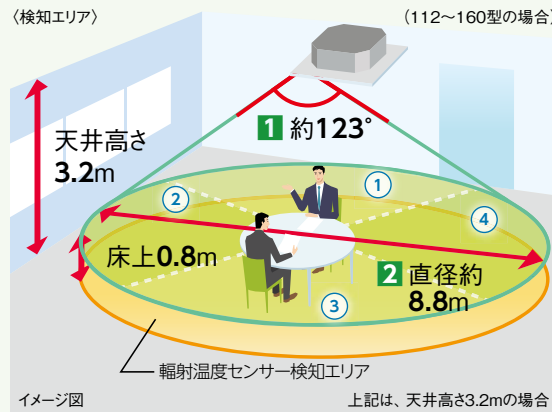 〈検知エリア〉
(112～160型の場合)
1 約123°
天井高さ
3.2m
①
②
④
床上0.8m
2 直径約
8.8m
③
輻射温度センサー検知エリア
イメージ図
上記は、天井高さ3.2mの場合